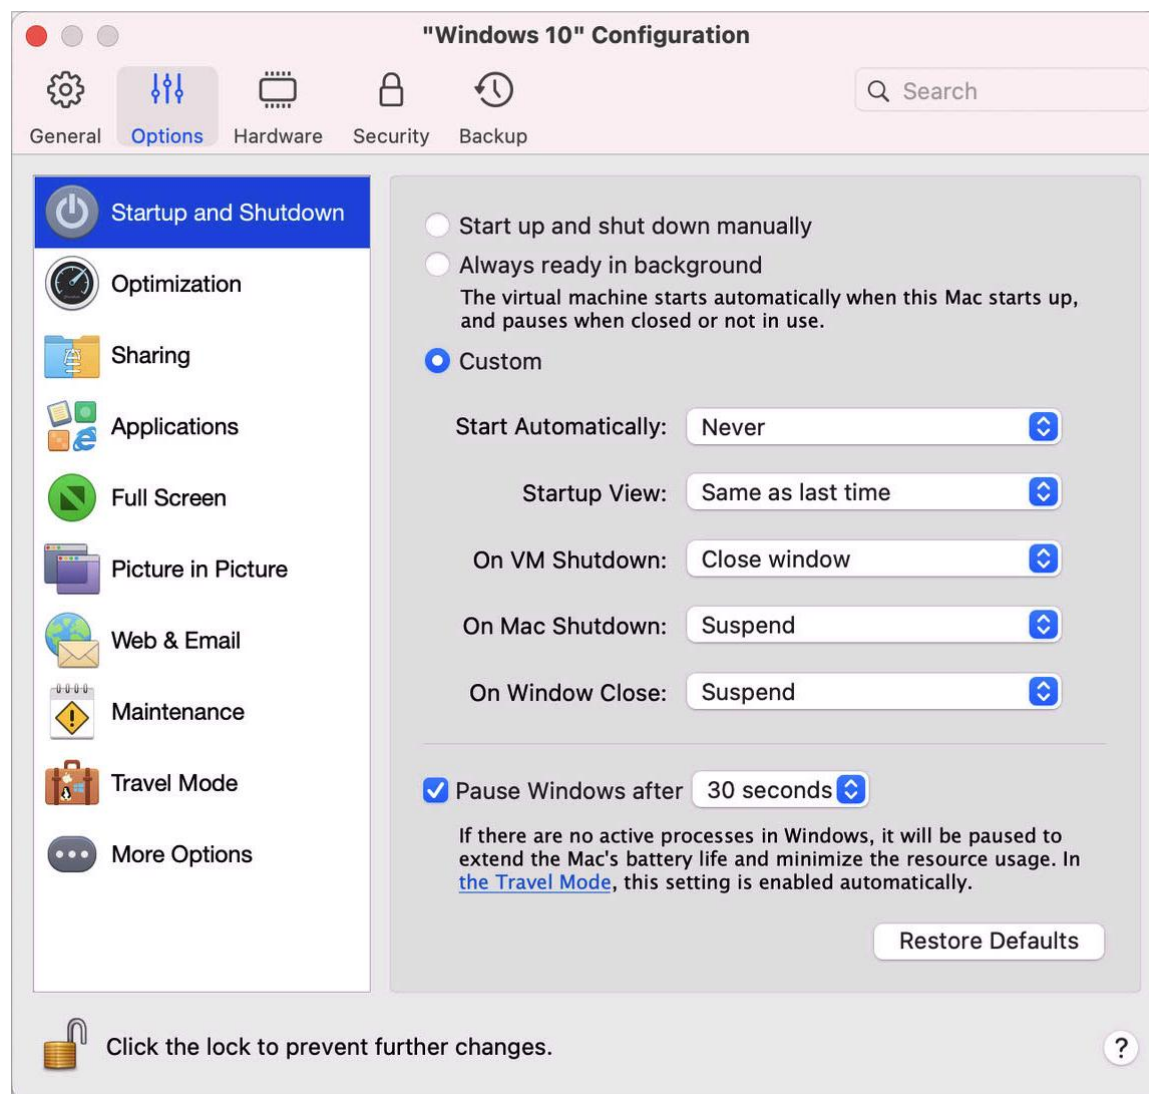 "Windows 10" Configuration
General
Options
Hardware
Security
Backup
Search
Startup and Shutdown
Optimization
Sharing
Applications
Full Screen
Picture in Picture
Web & Email
Maintenance
Travel Mode
More Options
Start up and shut down manually
Always ready in background
The virtual machine starts automatically when this Mac starts up,
and pauses when closed or not in use.
Custom
Start Automatically: Never
Startup View: Same as last time
On VM Shutdown: Close window
On Mac Shutdown: Suspend
On Window Close: Suspend
Pause Windows after 30 seconds
If there are no active processes in Windows, it will be paused to
extend the Mac's battery life and minimize the resource usage. In
the Travel Mode, this setting is enabled automatically.
Restore Defaults
Click the lock to prevent further changes.
?